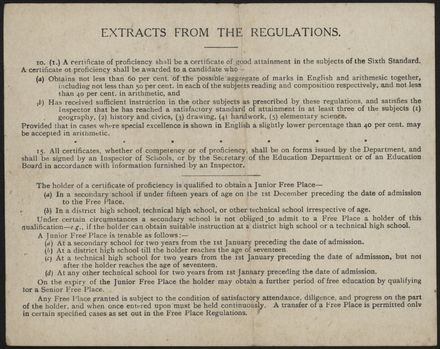 EXTRACTS FROM THE REGULATIONS.
10. (1.) A certificate of proficiency shall be a certificate of good attainment in the subjects of the Sixth Standard.
A certificate of proficiency shall be awarded to a candidate who—
(a) Obtains not less than 60 per cent. of the possible aggregate of marks in English and arithmetic together,
including not less than 50 per cent. in each of the subjects reading and composition respectively, and not less
than 40 per cent. in arithmetic, and
b) Has received sufficient instruction in the other subjects as prescribed by these regulations, and satisfies the
Inspector that he has reached a satisfactory standard of attainment in at least three of the subjects (1)
geography, (2) history and civics, (3) drawing, (4) handwork, (5) elementary science.
Provided that in cases where special excellence is shown in English a slightly lower percentage than 40 per cent. may
be accepted in arithmetic.
* * * * * * * *
15. All certificates, whether of competency or of proficiency, shall be on forms issued by the Department, and
shall be signed by an Inspector of Schools, or by the Secretary of the Education Department or of an Education
Board in accordance with information furnished by an Inspector.
The holder of a certificate of proficiency is qualified to obtain a Junior Free Place—
(a) In a secondary school if under fifteen years of age on the 1st December preceding the date of admission
to the Free Place.
(b) In a district high school, technical high school, or other technical school irrespective of age.
Under certain circumstances a secondary school is not obliged to admit to a Free Place a holder of this
qualification—e.g., if the holder can obtain suitable instruction at a district high school or a technical high school.
A Junior Free Place is tenable as follows:—
(a) At a secondary school for two years from the 1st January preceding the date of admission.
(b) At a district high school till the holder reaches the age of seventeen.
(c) At a technical high school for two years from the 1st January preceding the date of admission, but not
after the holder reaches the age of seventeen.
(d) At any other technical school for two years from 1st January preceding the date of admission.
On the expiry of the Junior Free Place the holder may obtain a further period of free education by qualifying
for a Senior Free Place.
Any Free Place granted is subject to the condition of satisfactory attendance, diligence, and progress on the part
of the holder, and when once entered upon must be held continuously. A transfer of a Free Place is permitted only
in certain specified cases as set out in the Free Place Regulations.